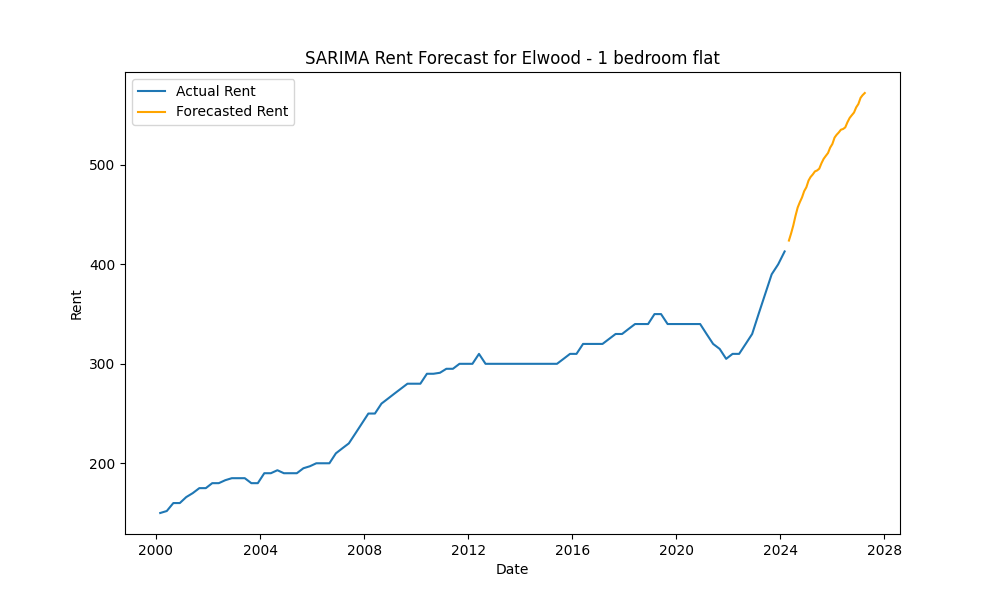 SARIMA Rent Forecast for Elwood - 1 bedroom flat
Actual Rent
Forecasted Rent
500
400
300
200
Rent
2000 2004 2008 2012 2016 2020 2024 2028
Date